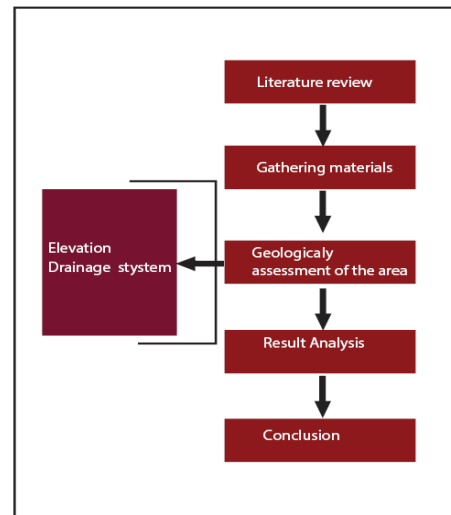 Literature review
Gathering materials
Geologicaly
assessment of the area
Elevation
Drainage stystem
Result Analysis
Conclusion